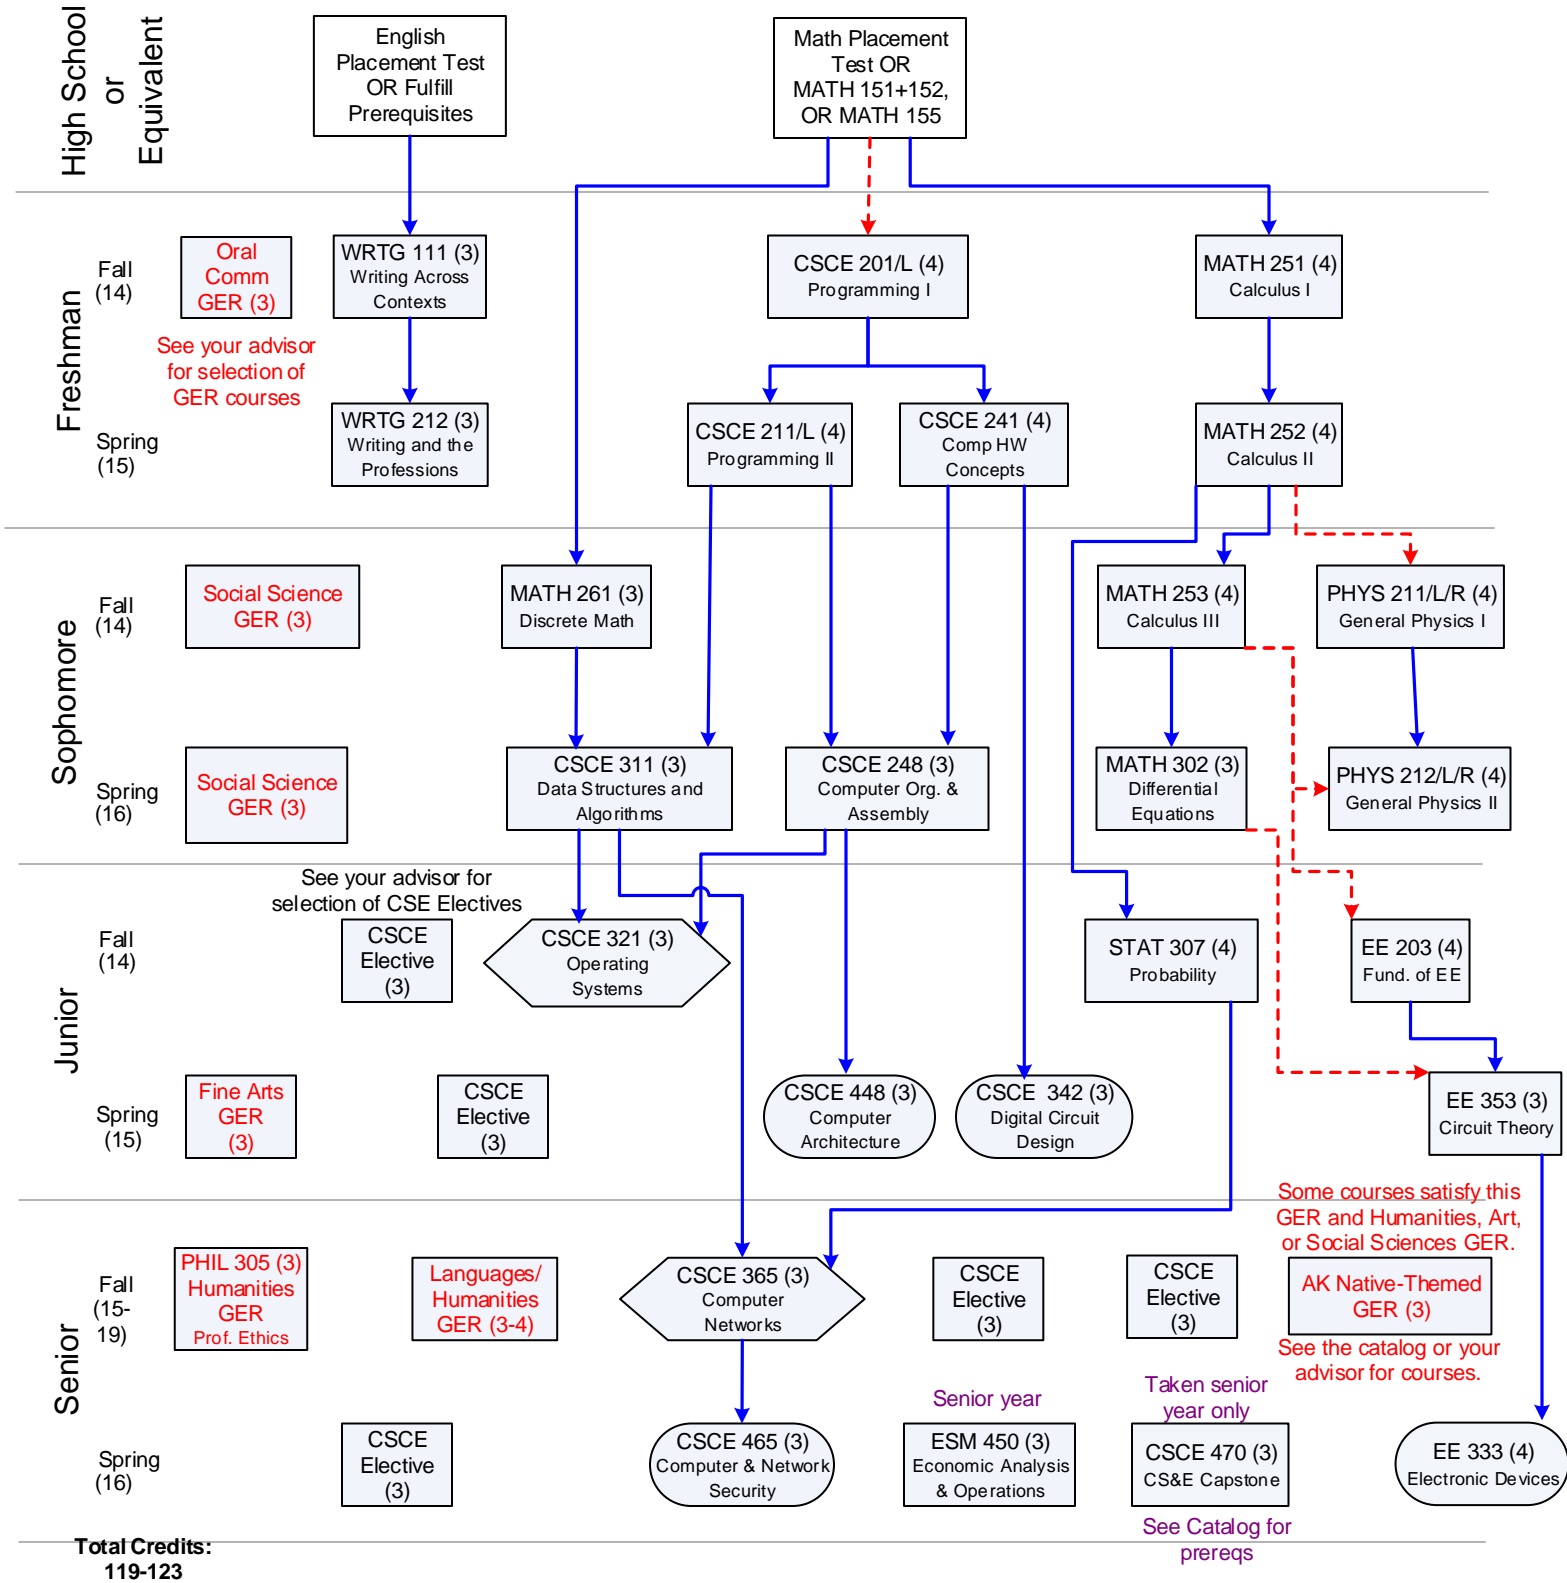 High School
or
Equivalent
English
Placement Test
OR Fulfill
Prerequisites
Math Placement
Test OR
MATH 151+152,
OR MATH 155
Freshman
Fall
(14)
Oral
Comm
GER (3)
WRTG 111 (3)
Writing Across
Contexts
CSCE 201/L (4)
Programming I
MATH 251 (4)
Calculus I
See your advisor
for selection of
GER courses
Spring
(15)
WRTG 212 (3)
Writing and the
Professions
CSCE 211/L (4)
Programming II
CSCE 241 (4)
Comp HW
Concepts
MATH 252 (4)
Calculus II
Sophomore
Fall
(14)
Social Science
GER (3)
MATH 261 (3)
Discrete Math
MATH 253 (4)
Calculus III
PHYS 211/L/R (4)
General Physics I
Spring
(16)
Social Science
GER (3)
CSCE 311 (3)
Data Structures and
Algorithms
CSCE 248 (3)
Computer Org. &
Assembly
MATH 302 (3)
Differential
Equations
PHYS 212/L/R (4)
General Physics II
Junior
See your advisor for
selection of CSE Electives
Fall
(14)
CSCE
Elective
(3)
CSCE 321 (3)
Operating
Systems
STAT 307 (4)
Probability
EE 203 (4)
Fund. of EE
Spring
(15)
Fine Arts
GER
(3)
CSCE
Elective
(3)
CSCE 448 (3)
Computer
Architecture
CSCE 342 (3)
Digital Circuit
Design
EE 353 (3)
Circuit Theory
Senior
Some courses satisfy this
GER and Humanities, Art,
or Social Sciences GER.
Fall
(15-
19)
PHIL 305 (3)
Humanities
GER
Prof. Ethics
Languages/
Humanities
GER (3-4)
CSCE 365 (3)
Computer
Networks
CSCE
Elective
(3)
CSCE
Elective
(3)
AK Native-Themed
GER (3)
See the catalog or your
advisor for courses.
Senior year
Taken senior
year only
Spring
(16)
CSCE
Elective
(3)
CSCE 465 (3)
Computer & Network
Security
ESM 450 (3)
Economic Analysis
& Operations
CSCE 470 (3)
CS&E Capstone
EE 333 (4)
Electronic Devices
See Catalog for
prereqs
Total Credits:
119-123